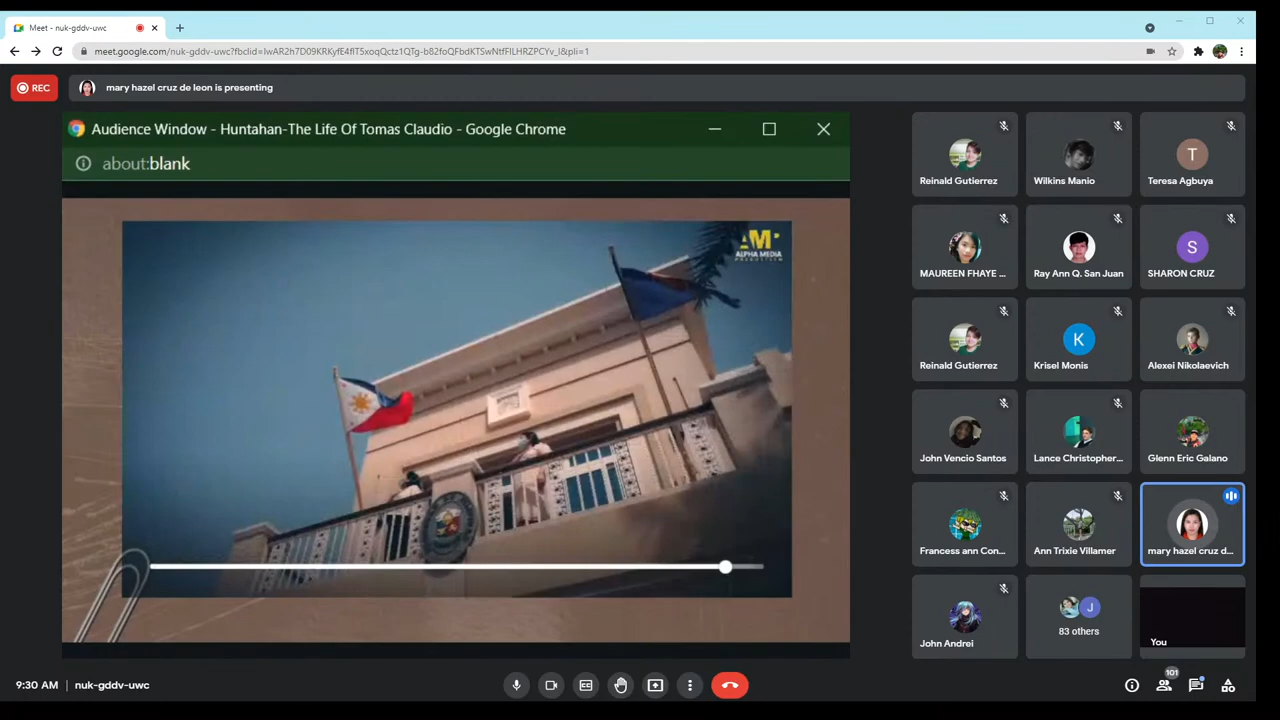 Meet - nuk-gddv-uwc
meet.google.com/nuk-gddv-uwc?fbclid=IwAR2h7D09KRKyfE4fIT5xoqQctz1QTg-b82foQFbdKTSwNtfFILHRZPCYv_I&pli=1
REC
mary hazel cruz de leon is presenting
Audience Window - Huntahan-The Life Of Tomas Claudio - Google Chrome
about:blank
AMP
ALPHA MEDIA
PRODUCTION
Reinald Gutierrez
Wilkins Manio
T
Teresa Agbuya
MAUREEN FHAYE ...
Ray Ann Q. San Juan
S
SHARON CRUZ
Reinald Gutierrez
K
Krisel Monis
Alexei Nikolaevich
John Vencio Santos
Lance Christopher...
Glenn Eric Galano
Francess ann Con...
Ann Trixie Villamer
mary hazel cruz d...
John Andrei
J
83 others
You
9:30 AM | nuk-gddv-uwc
101